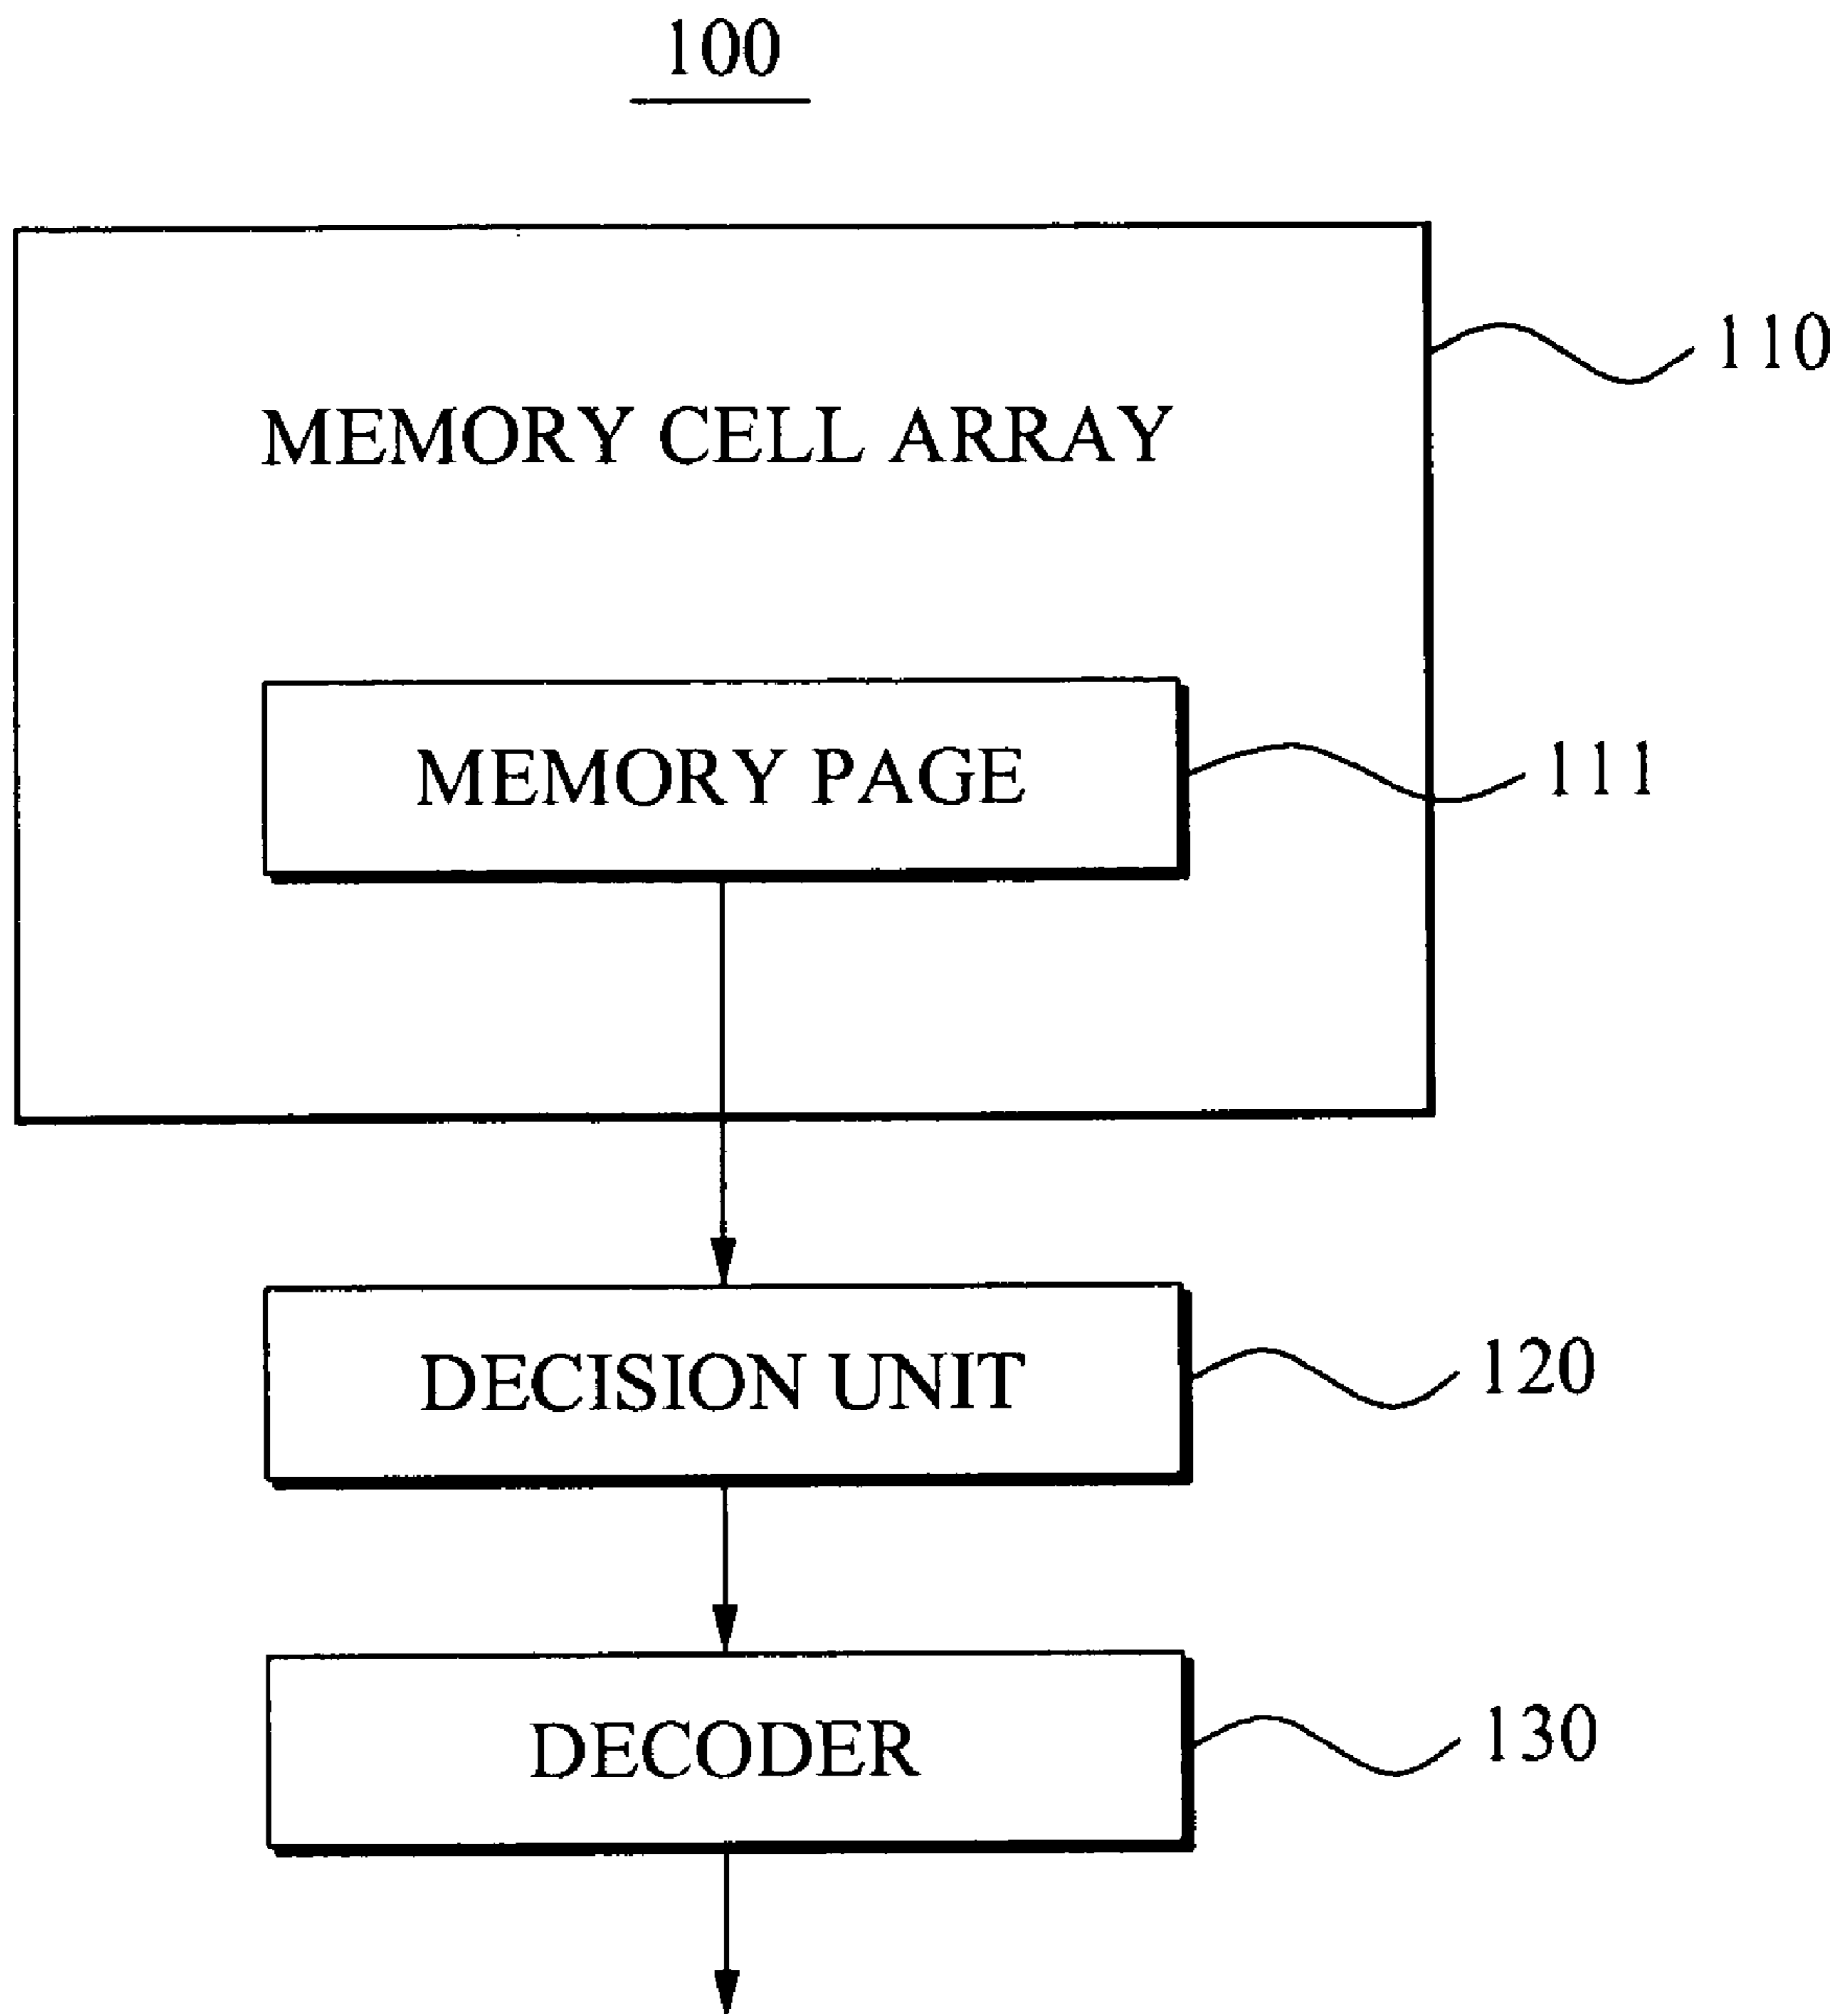 100
110
MEMORY CELL ARRAY
MEMORY PAGE
111
DECISION UNIT
120
DECODER
130